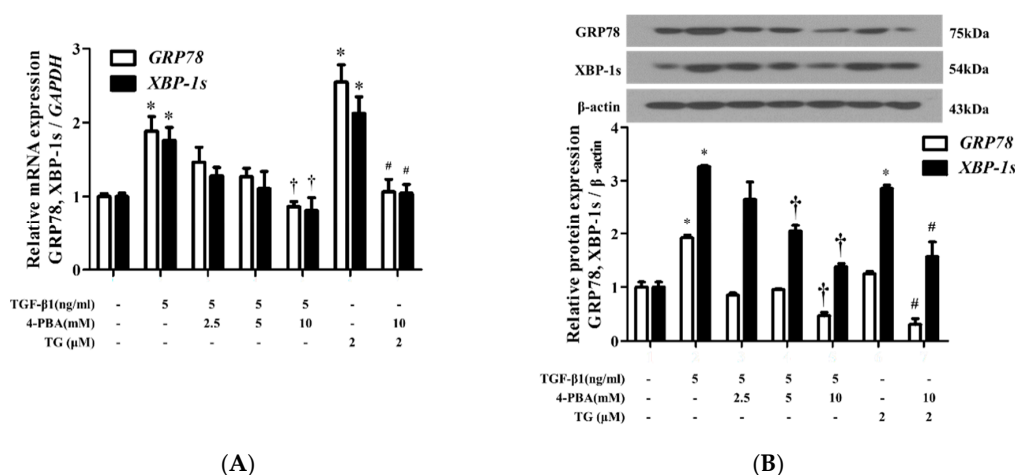 Relative mRNA expression
GRP78, XBP-1s / GAPDH
3
2
1
0
GRP78
XBP-1s
* * * * † † # #
TGF-β1(ng/ml) - 5 5 5 5 - -
4-PBA(mM) - - 2.5 5 10 - 10
TG (µM) - - - - - 2 2
(A)
GRP78 75kDa
XBP-1s 54kDa
β-actin 43kDa
Relative protein expression
GRP78, XBP-1s / β -actin
4
3
2
1
0
GRP78
XBP-1s
* * † † † * # #
TGF-β1(ng/ml) - 5 5 5 5 - -
4-PBA(mM) - - 2.5 5 10 - 10
TG (µM) - - - - - 2 2
(B)